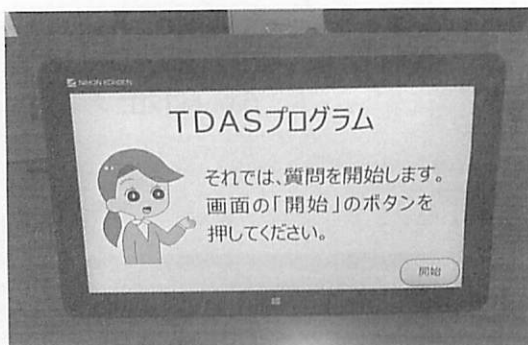 NIHON KOHDEN
TDASプログラム
それでは、質問を開始します。
画面の「開始」のボタンを
押してください。
開始